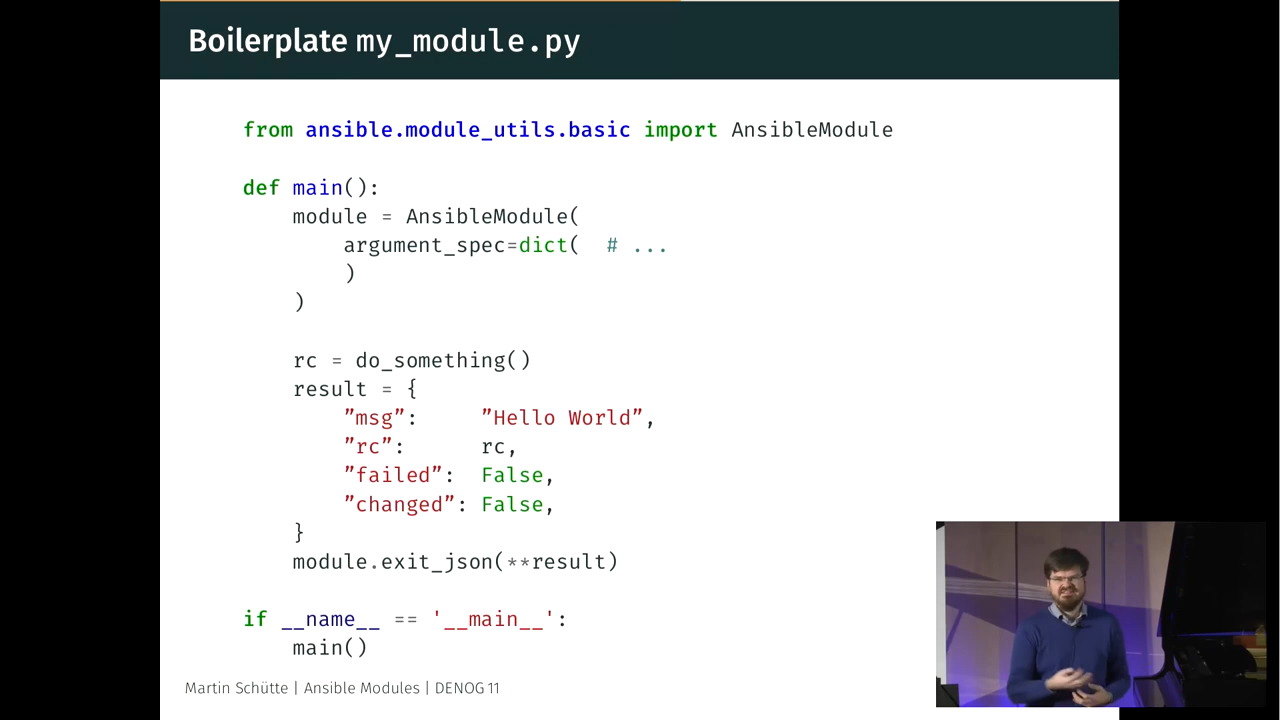 Boilerplate my_module.py
from ansible.module_utils.basic import AnsibleModule
def main():
    module = AnsibleModule(
        argument_spec=dict(  # ...
        )
    )
    rc = do_something()
    result = {
        ”msg”:     ”Hello World”,
        ”rc”:      rc,
        ”failed”:  False,
        ”changed”: False,
    }
    module.exit_json(**result)
if __name__ == '__main__':
    main()
Martin Schütte | Ansible Modules | DENOG 11